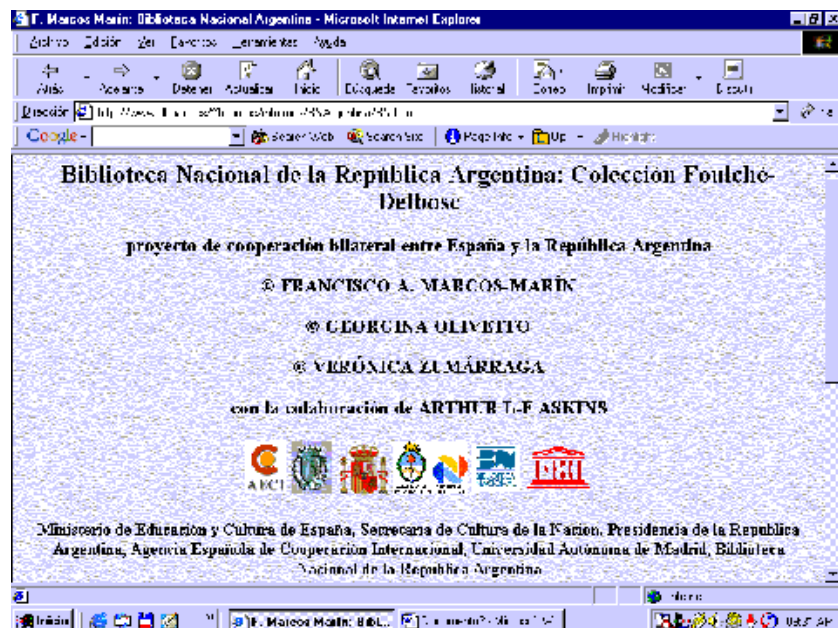 F. Marcos Marín: Biblioteca Nacional Argentina - Microsoft Internet Explorer
Archivo Edición Ver Favoritos Herramientas Ayuda
Atrás Adelante Detener Actualizar Inicio Búsqueda Favoritos Historial Correo Imprimir Modificar
Dirección
Google Search Web Search Site Page Info Up Highlight
Biblioteca Nacional de la República Argentina: Colección Foulché-
Delbosc
proyecto de cooperación bilateral entre España y la República Argentina
© FRANCISCO A. MARCOS-MARÍN
© GEORGINA OLIVETTO
© VERÓNICA ZUMÁRRAGA
con la colaboración de ARTHUR L-F ASKINS
AECI
Ministerio de Educación y Cultura de España, Secretaría de Cultura de la Nación, Presidencia de la República
Argentina, Agencia Española de Cooperación Internacional, Universidad Autónoma de Madrid, Biblioteca
Nacional de la República Argentina
Inicio F. Marcos Marín: Bibl...